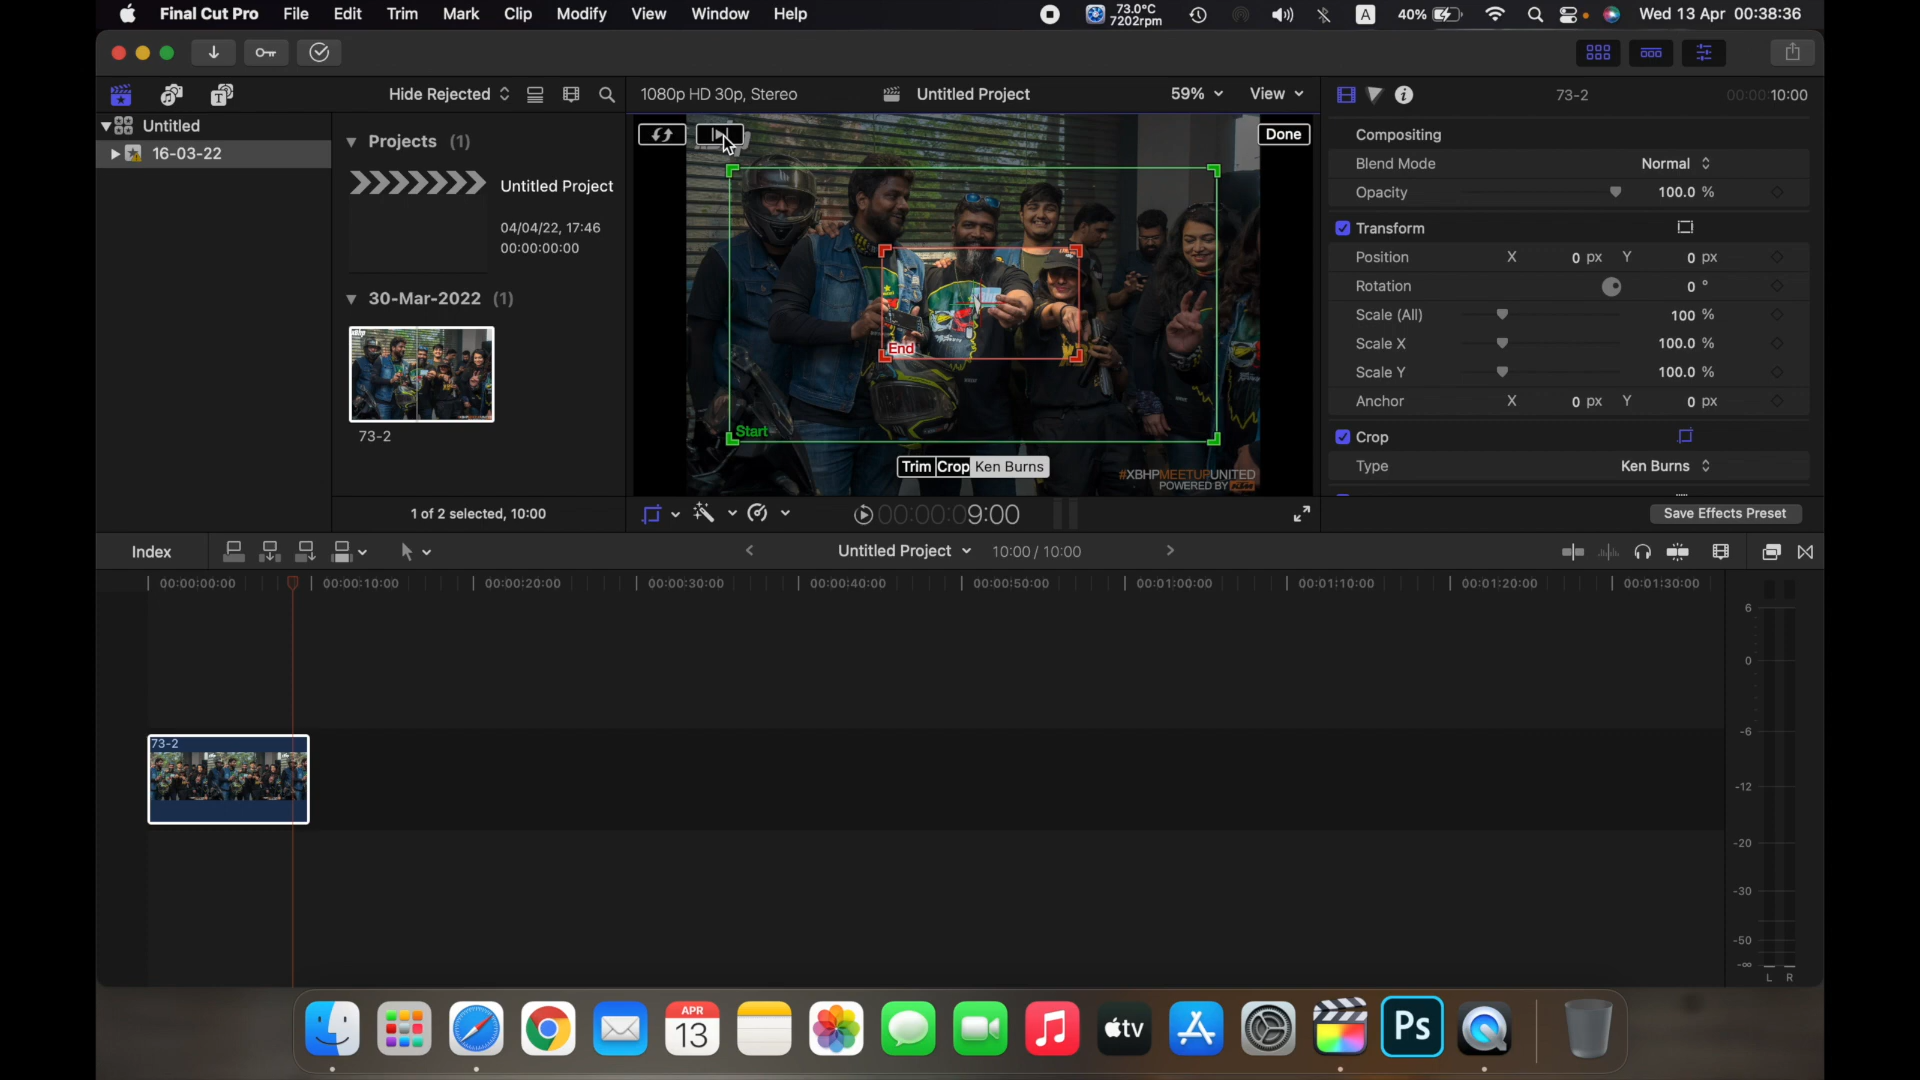 Final Cut Pro File Edit Trim Mark Clip Modify View Window Help
73.0°C
7202rpm
A 40% Wed 13 Apr 00:38:36
Hide Rejected
1080p HD 30p, Stereo
Untitled Project
59% View
73-2
00:00:10:00
Untitled
16-03-22
Projects (1)
Untitled Project
04/04/22, 17:46
00:00:00:00
30-Mar-2022 (1)
73-2
1 of 2 selected, 10:00
Done
End
Start
Trim Crop Ken Burns
#XBHPMEETUPUNITED
POWERED BY KTM
00:00:09:00
Compositing
Blend Mode Normal
Opacity 100.0 %
Transform
Position X 0 px Y 0 px
Rotation 0 °
Scale (All) 100 %
Scale X 100.0 %
Scale Y 100.0 %
Anchor X 0 px Y 0 px
Crop
Type Ken Burns
Save Effects Preset
Index
Untitled Project 10:00 / 10:00
00:00:00:00 00:00:10:00 00:00:20:00 00:00:30:00 00:00:40:00 00:00:50:00 00:01:00:00 00:01:10:00 00:01:20:00 00:01:30:00
73-2
6
0
-6
-12
-20
-30
-50
-∞
L R
APR
13
tv
Ps